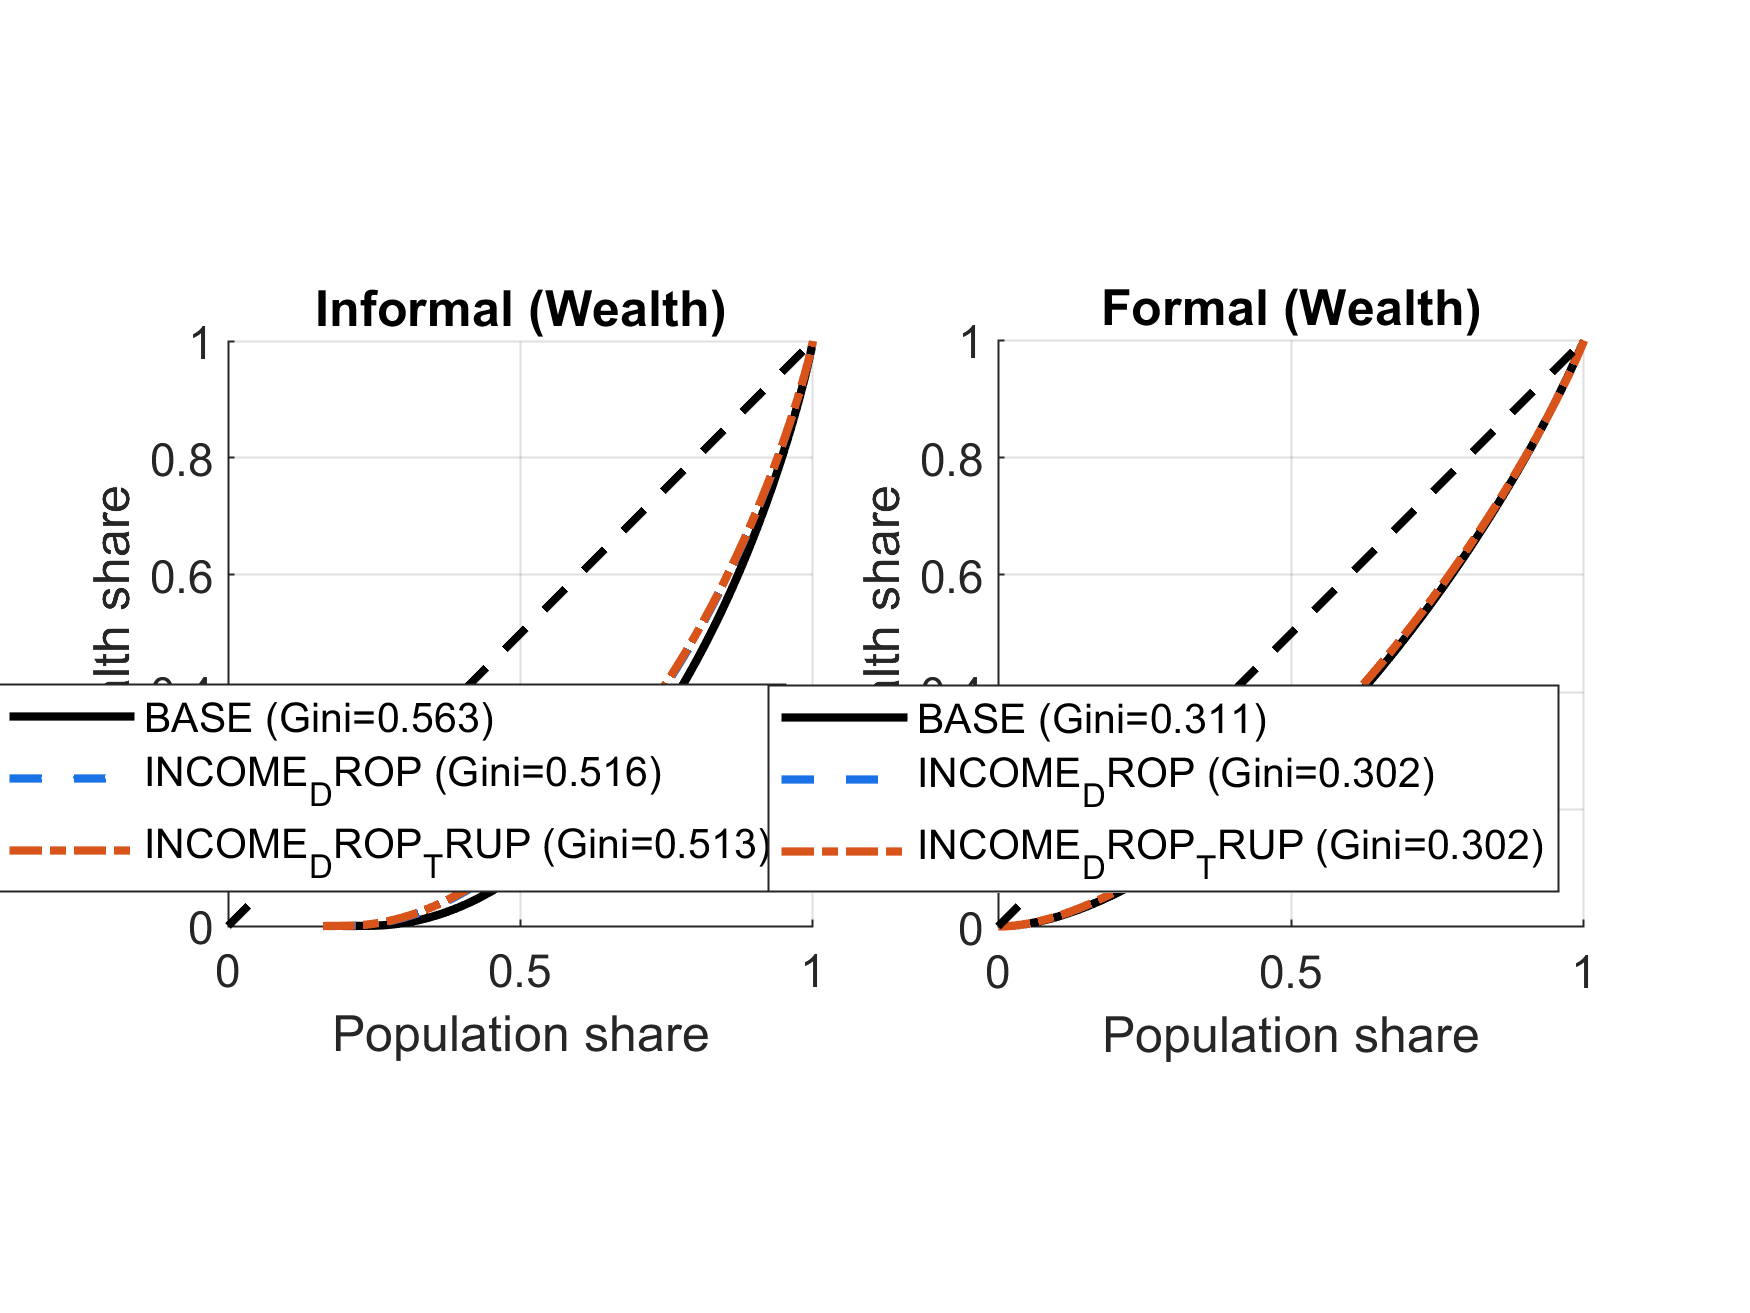 Informal (Wealth)
1
0.8
0.6
share
BASE (Gini=0.563)
INCOME_DROP (Gini=0.516)
INCOME_DROP_TRUP (Gini=0.513)
0
0 0.5 1
Population share
Formal (Wealth)
1
0.8
0.6
share
BASE (Gini=0.311)
INCOME_DROP (Gini=0.302)
INCOME_DROP_TRUP (Gini=0.302)
0
0 0.5 1
Population share